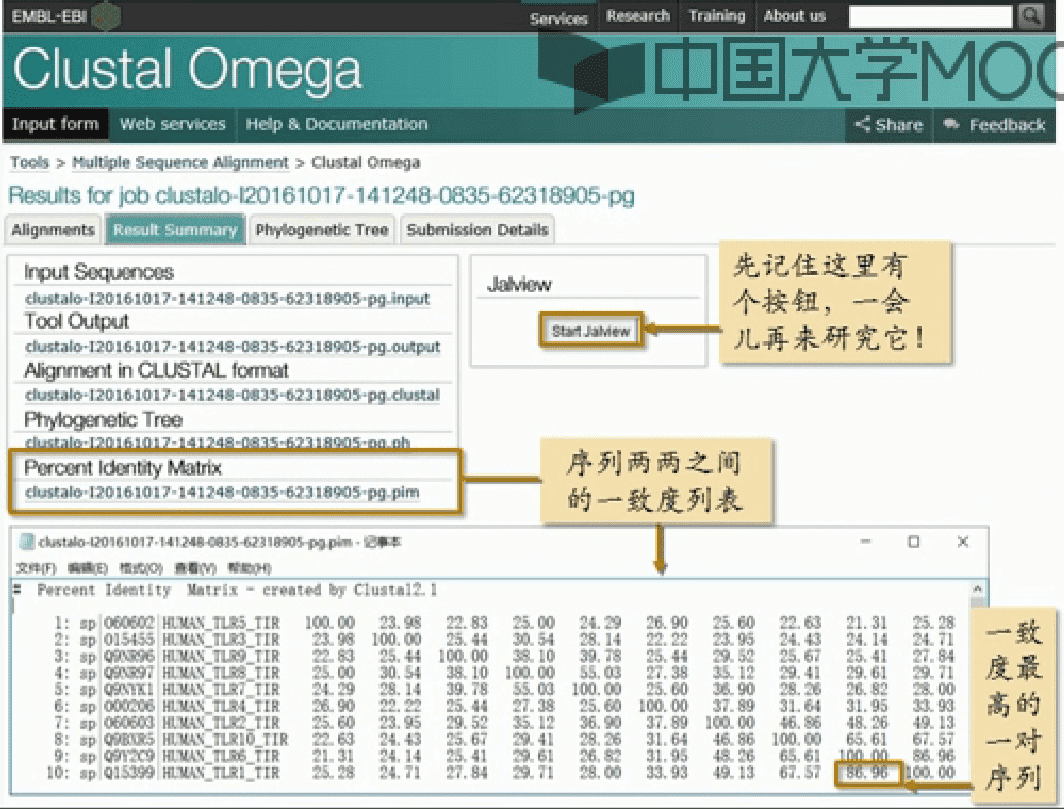 EMBL-EBI Services Research Training About us
Clustal Omega
中国大学MOO
Input form Web services Help & Documentation Share Feedback
Tools > Multiple Sequence Alignment > Clustal Omega
Results for job clustalo-I20161017-141248-0835-62318905-pg
Alignments Result Summary Phylogenetic Tree Submission Details
Input Sequences
clustalo-I20161017-141248-0835-62318905-pg.input
Tool Output
clustalo-I20161017-141248-0835-62318905-pg.output
Alignment in CLUSTAL format
clustalo-I20161017-141248-0835-62318905-pg.clustal
Phylogenetic Tree
clustalo-I20161017-141248-0835-62318905-pg.ph
Percent Identity Matrix
clustalo-I20161017-141248-0835-62318905-pg.pim
Jalview
Start Jalview
先记住这里有
个按钮，一会
儿再来研究它！
序列两两之间
的一致度列表
clustalo-I20161017-141248-0835-62318905-pg.pim - 记事本
文件(F) 编辑(E) 格式(O) 查看(V) 帮助(H)
# Percent Identity Matrix - created by Clustal2.1
1: sp|O60602|HUMAN_TLR5_TIR 100.00 23.98 22.83 25.00 24.29 26.90 25.60 22.63 21.31 25.28
2: sp|O15455|HUMAN_TLR3_TIR 23.98 100.00 25.44 30.54 28.14 22.22 23.95 24.43 24.14 24.71
3: sp|Q9NR96|HUMAN_TLR9_TIR 22.83 25.44 100.00 38.10 39.78 25.44 29.52 25.67 25.41 27.84
4: sp|Q9NR97|HUMAN_TLR8_TIR 25.00 30.54 38.10 100.00 55.03 27.38 35.12 29.41 29.61 29.71
5: sp|Q9NYK1|HUMAN_TLR7_TIR 24.29 28.14 39.78 55.03 100.00 25.60 36.90 28.26 26.82 28.00
6: sp|O00206|HUMAN_TLR4_TIR 26.90 22.22 25.44 27.38 25.60 100.00 37.89 31.64 31.95 33.93
7: sp|O60603|HUMAN_TLR2_TIR 25.60 23.95 29.52 35.12 36.90 37.89 100.00 46.86 48.26 49.13
8: sp|Q9BXR5|HUMAN_TLR10_TIR 22.63 24.43 25.67 29.41 28.26 31.64 46.86 100.00 65.61 67.57
9: sp|Q9Y2C9|HUMAN_TLR6_TIR 21.31 24.14 25.41 29.61 26.82 31.95 48.26 65.61 100.00 86.96
10: sp|Q15399|HUMAN_TLR1_TIR 25.28 24.71 27.84 29.71 28.00 33.93 49.13 67.57 86.96 100.00
一致
度最
高的
一对
序列